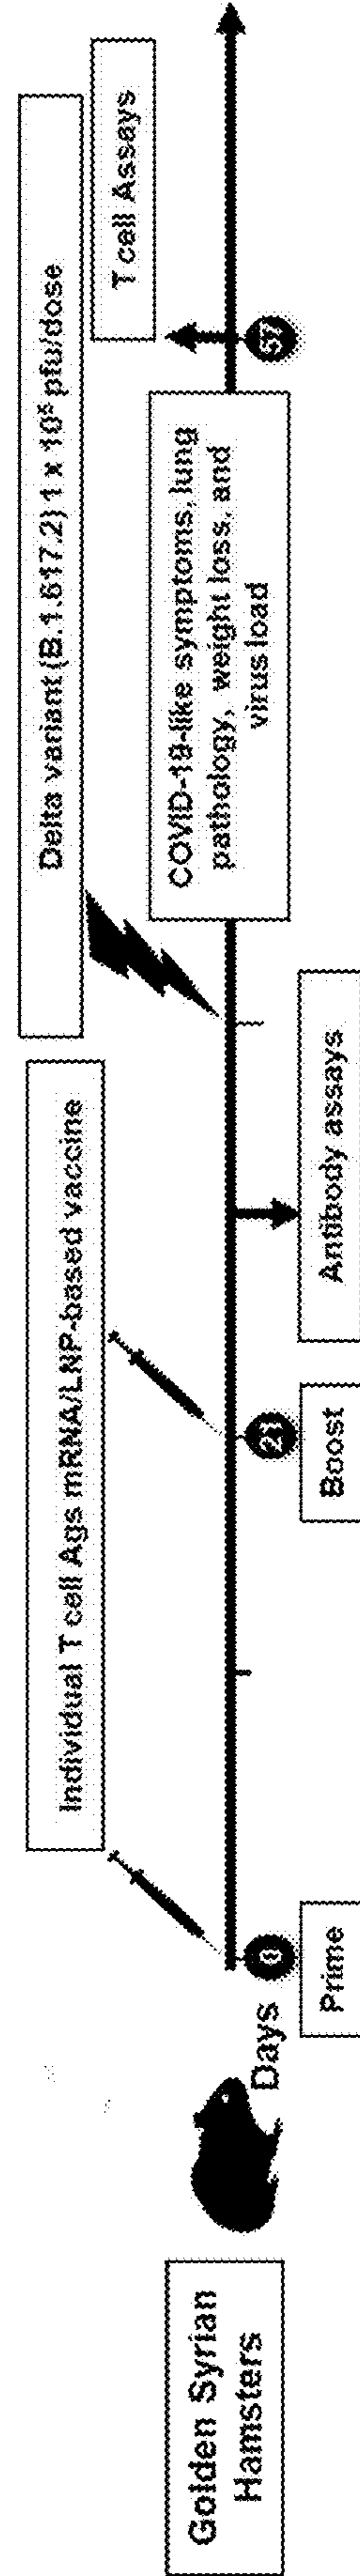 Golden Syrian
Hamsters
Days
Individual T cell Ags mRNA/LNP-based vaccine
Delta variant (B.1.617.2) 1 x 10⁵ pfu/dose
T cell Assays
0
Prime
21
Boost
Antibody assays
COVID-19-like symptoms, lung
pathology, weight loss, and
virus load